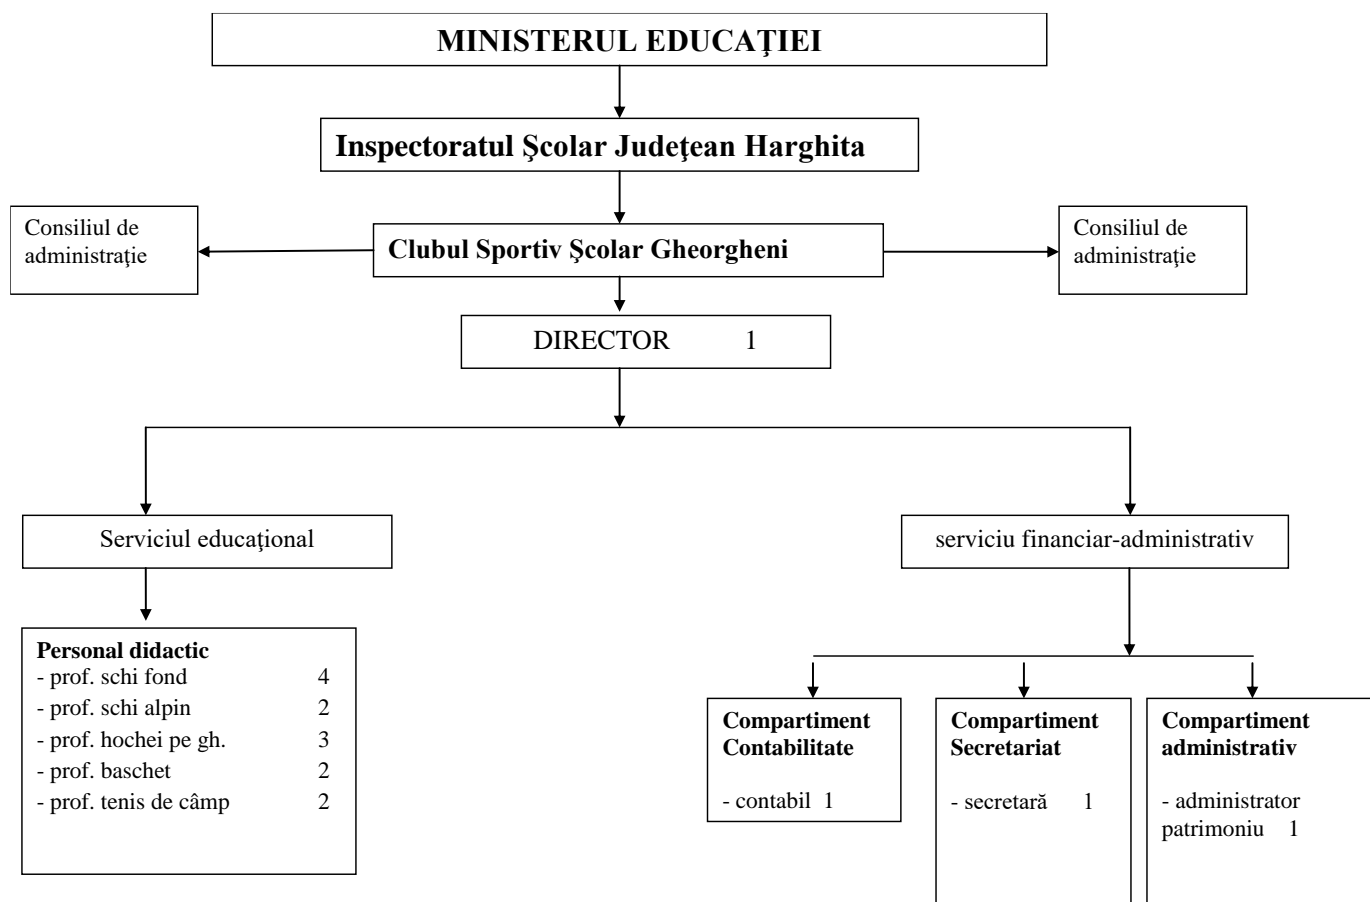 MINISTERUL EDUCAŢIEI
Inspectoratul Şcolar Judeţean Harghita
Consiliul de
administraţie
Clubul Sportiv Şcolar Gheorgheni
Consiliul de
administraţie
DIRECTOR 1
Serviciul educaţional
serviciu financiar-administrativ
Personal didactic
- prof. schi fond 4
- prof. schi alpin 2
- prof. hochei pe gh. 3
- prof. baschet 2
- prof. tenis de câmp 2
Compartiment
Contabilitate
- contabil 1
Compartiment
Secretariat
- secretară 1
Compartiment
administrativ
- administrator
patrimoniu 1